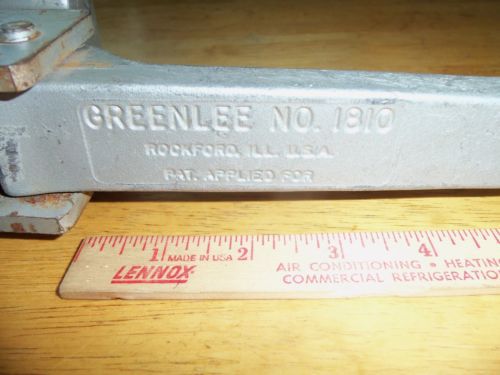 GREENLEE NO. 1810
ROCKFORD, ILL. U.S.A.
PAT. APPLIED FOR
1 MADE IN USA 2 3 4
LENNOX
AIR CONDITIONING • HEATING
COMMERCIAL REFRIGERATIO